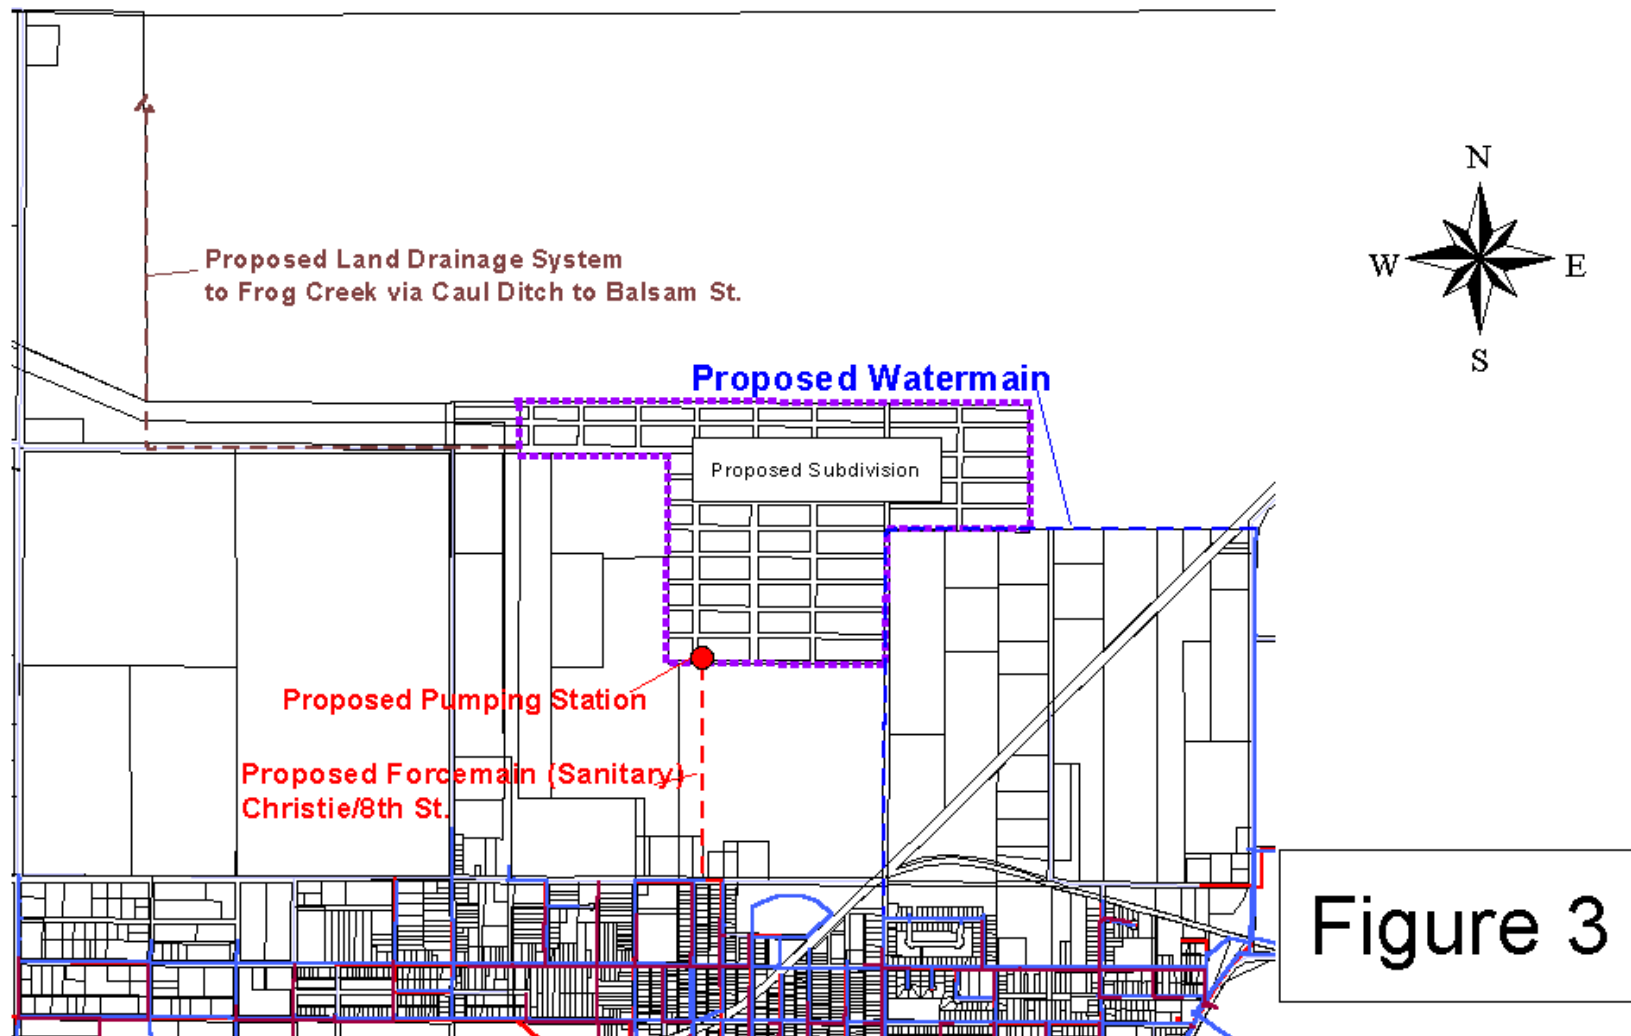 N
W E
S
Proposed Land Drainage System
to Frog Creek via Caul Ditch to Balsam St.
Proposed Watermain
Proposed Subdivision
Proposed Pumping Station
Proposed Forcemain (Sanitary)
Christie/8th St.
Figure 3